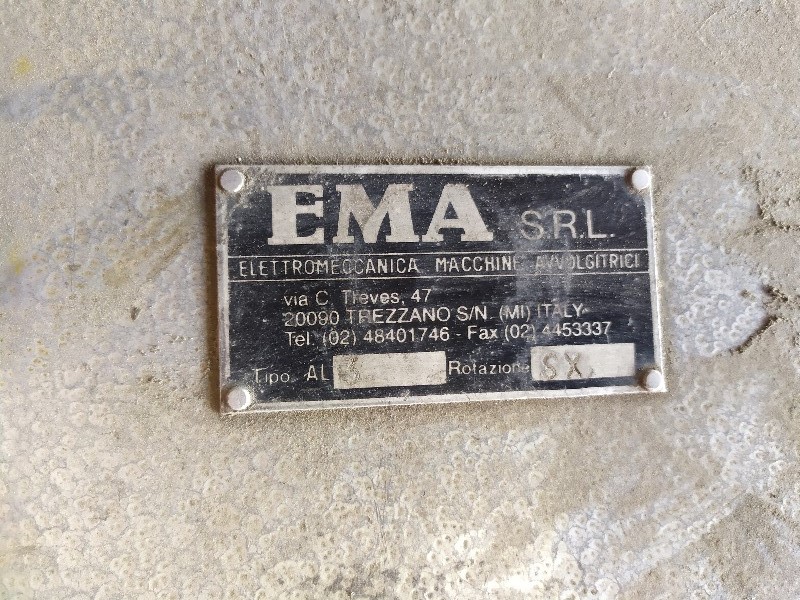 EMA S.R.L.
ELETTROMECCANICA MACCHINE AVVOLGITRICI
via C. Treves, 47
20090 TREZZANO S/N. (MI) ITALY
Tel. (02) 48401746 - Fax (02) 4453337
Tipo AL 3 Rotazione SX.